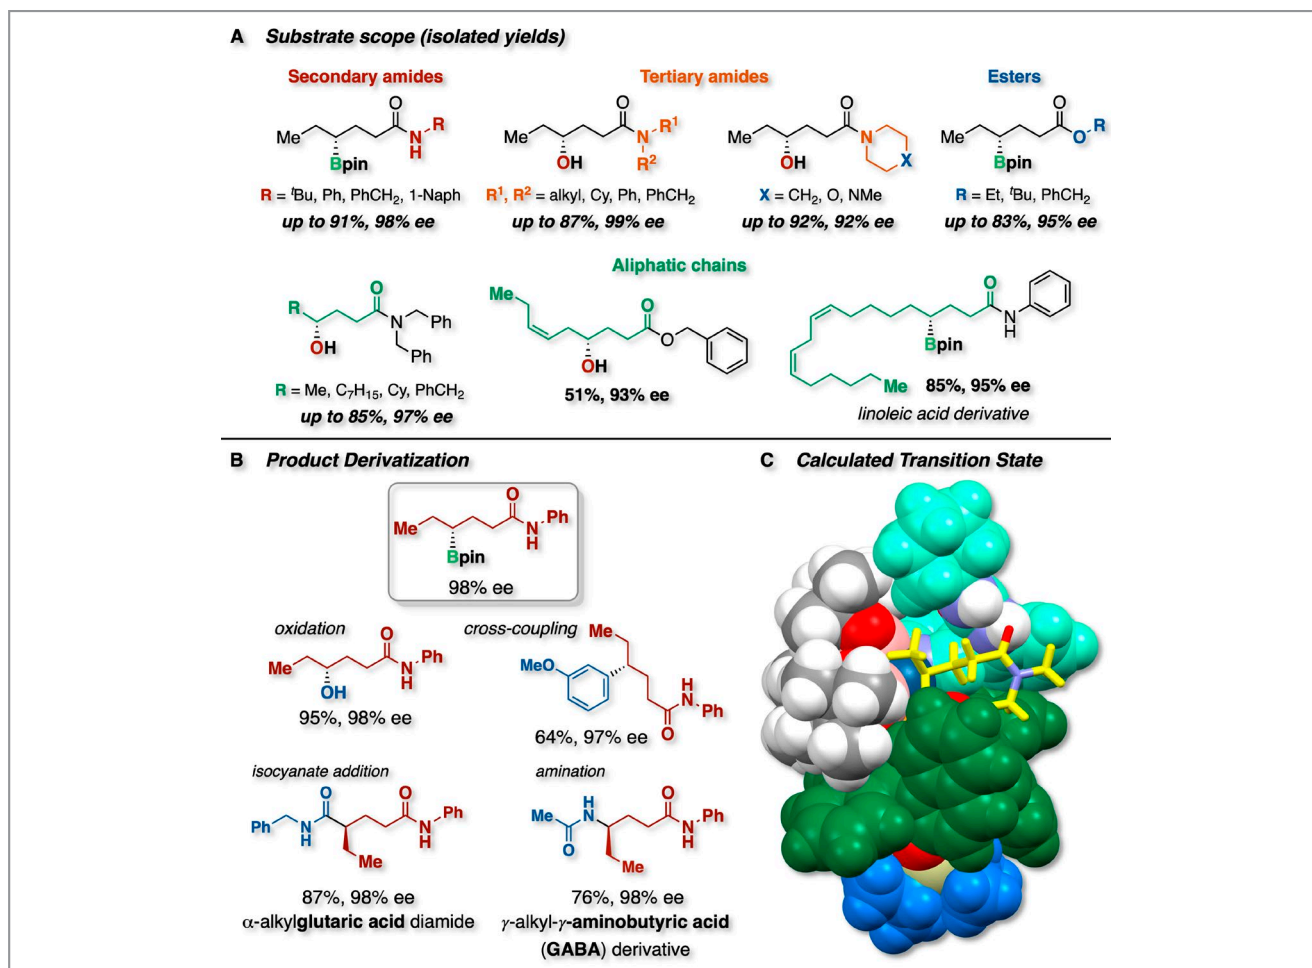 A Substrate scope (isolated yields)
Secondary amides
Tertiary amides
Esters
Me
Bpin
O
N
H
R
Me
OH
O
N
R¹
R²
Me
OH
O
N
X
Me
Bpin
O
O
R
R = ᵗBu, Ph, PhCH₂, 1-Naph
up to 91%, 98% ee
R¹, R² = alkyl, Cy, Ph, PhCH₂
up to 87%, 99% ee
X = CH₂, O, NMe
up to 92%, 92% ee
R = Et, ᵗBu, PhCH₂
up to 83%, 95% ee
Aliphatic chains
R
OH
O
N
Ph
Ph
R = Me, C₇H₁₅, Cy, PhCH₂
up to 85%, 97% ee
Me
OH
O
O
51%, 93% ee
Bpin
O
N
H
Me
85%, 95% ee
linoleic acid derivative
B Product Derivatization
C Calculated Transition State
Me
Bpin
O
N
H
Ph
98% ee
oxidation
Me
OH
O
N
H
Ph
95%, 98% ee
cross-coupling
Me
MeO
H
N
Ph
O
64%, 97% ee
isocyanate addition
Ph
N
H
O
Me
O
N
H
Ph
87%, 98% ee
α-alkylglutaric acid diamide
amination
Me
O
H
N
Me
O
N
H
Ph
76%, 98% ee
γ-alkyl-γ-aminobutyric acid
(GABA) derivative